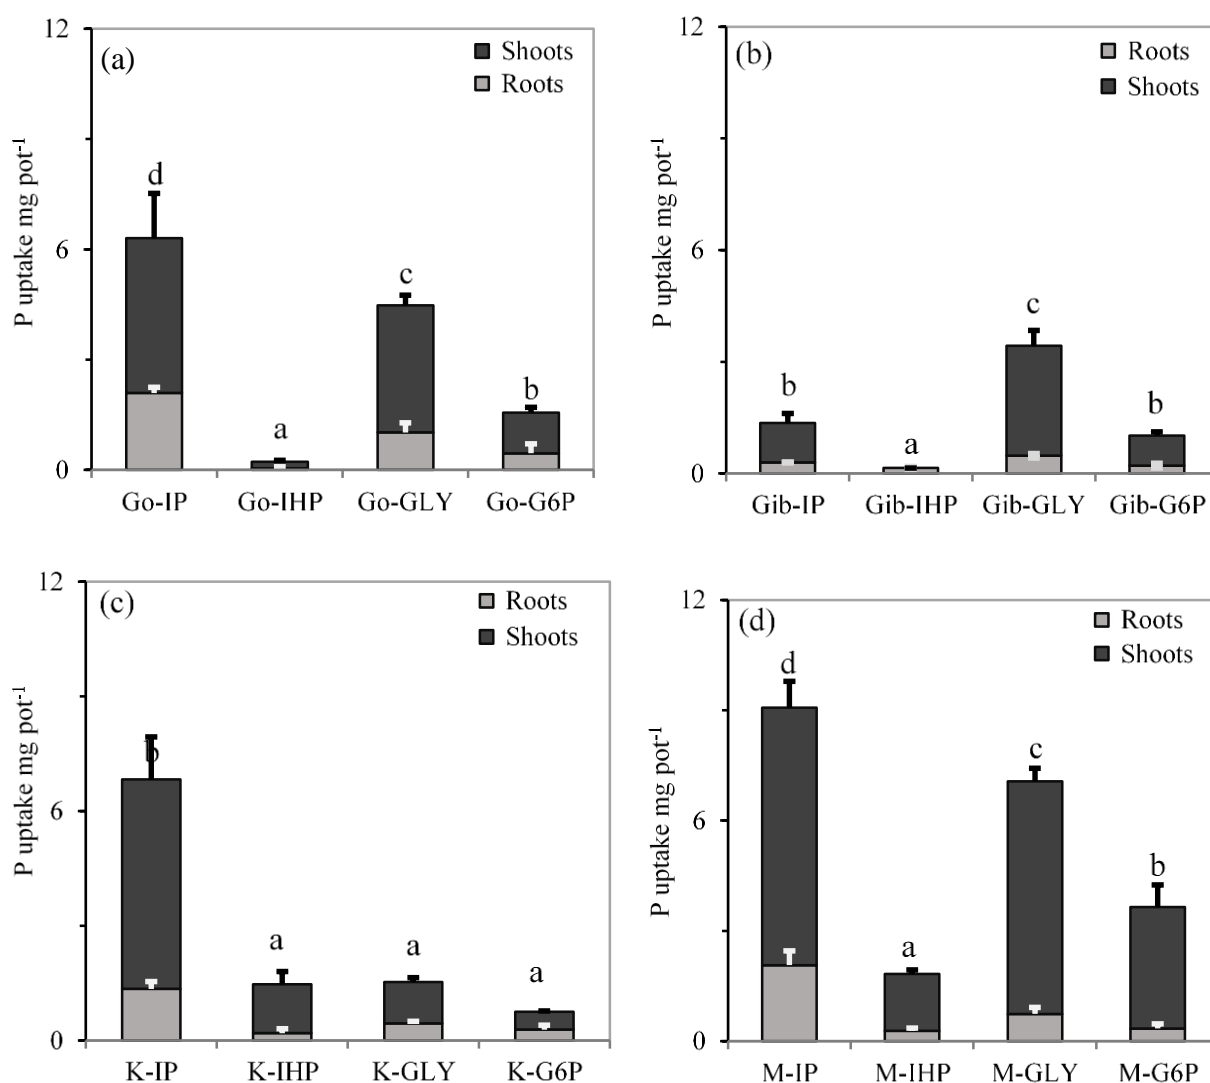 (a)
12
6
0
P uptake mg pot-1
Shoots
Roots
d
a
c
b
Go-IP Go-IHP Go-GLY Go-G6P
(b)
12
6
0
P uptake mg pot-1
Roots
Shoots
b
a
c
b
Gib-IP Gib-IHP Gib-GLY Gib-G6P
(c)
12
6
0
P uptake mg pot-1
Roots
Shoots
b
a
a
a
K-IP K-IHP K-GLY K-G6P
(d)
12
6
0
P uptake mg pot-1
Roots
Shoots
d
a
c
b
M-IP M-IHP M-GLY M-G6P